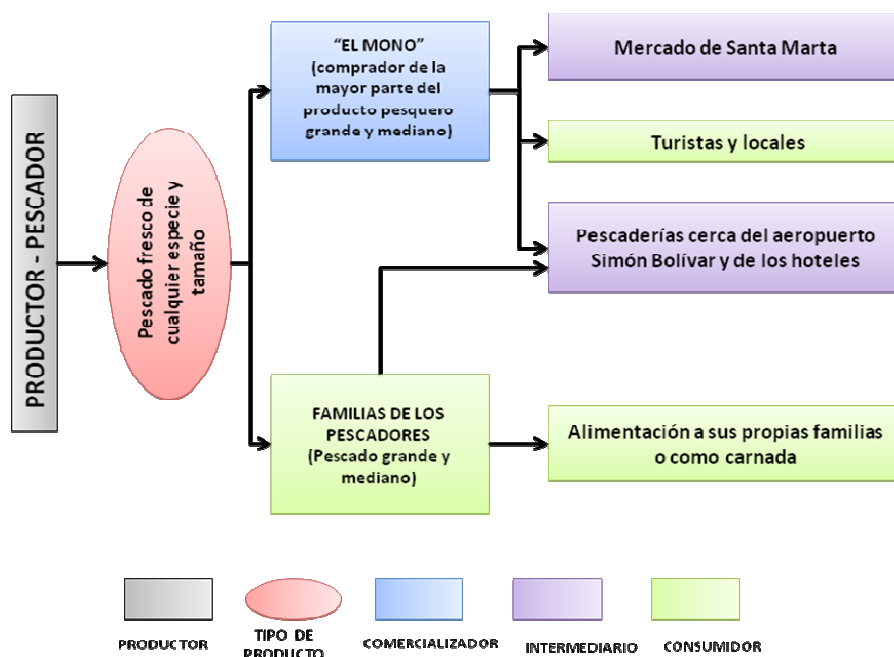 PRODUCTOR - PESCADOR
Pescado fresco de
cualquier especie y
tamaño
"EL MONO"
(comprador de la
mayor parte del
producto pesquero
grande y mediano)
FAMILIAS DE LOS
PESCADORES
(Pescado grande y
mediano)
Mercado de Santa Marta
Turistas y locales
Pescaderías cerca del aeropuerto
Simón Bolívar y de los hoteles
Alimentación a sus propias familias
o como carnada
PRODUCTOR
TIPO DE
PRODUCTO
COMERCIALIZADOR
INTERMEDIARIO
CONSUMIDOR